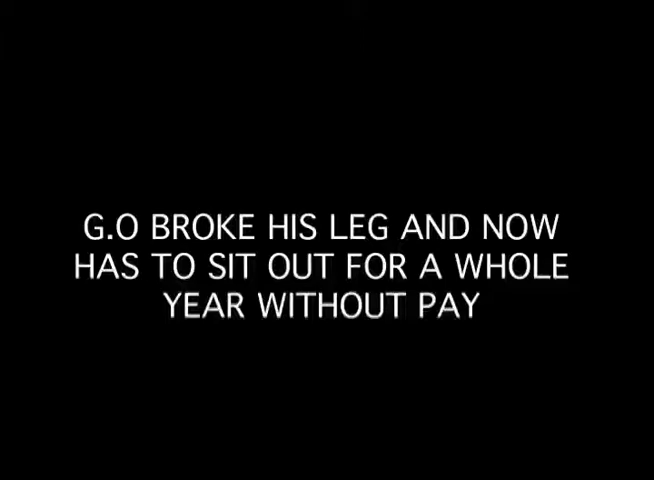 G.O BROKE HIS LEG AND NOW
HAS TO SIT OUT FOR A WHOLE
YEAR WITHOUT PAY